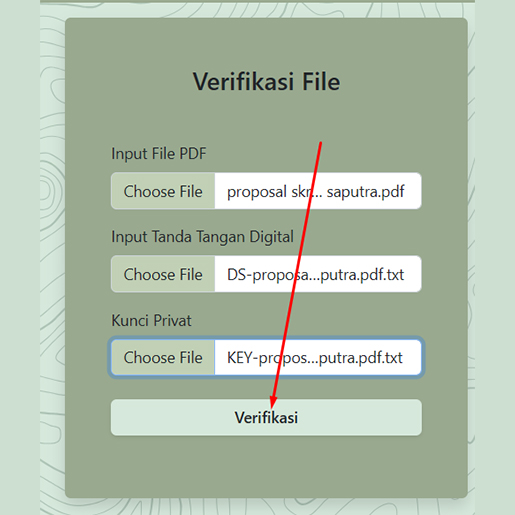 Verifikasi File
Input File PDF
Choose File proposal skr... saputra.pdf
Input Tanda Tangan Digital
Choose File DS-proposa...putra.pdf.txt
Kunci Privat
Choose File KEY-propos...putra.pdf.txt
Verifikasi